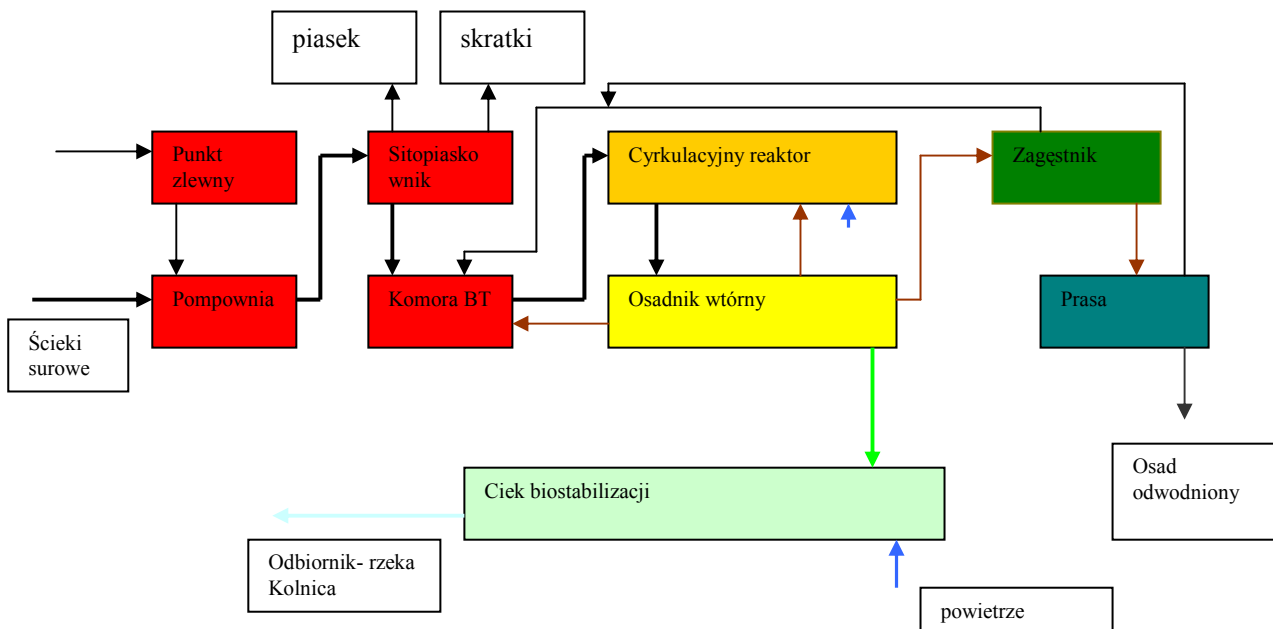 piasek
skratki
Punkt
zlewny
Sitopiasko
wnik
Cyrkulacyjny reaktor
Zagęstnik
Pompownia
Komora BT
Osadnik wtórny
Prasa
Ścieki
surowe
Ciek biostabilizacji
Osad
odwodniony
Odbiornik- rzeka
Kolnica
powietrze